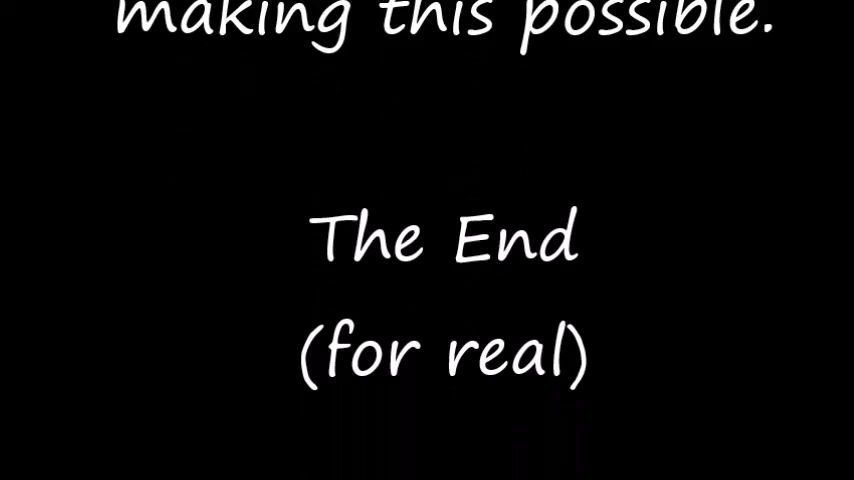 making this possible.
The End
(for real)